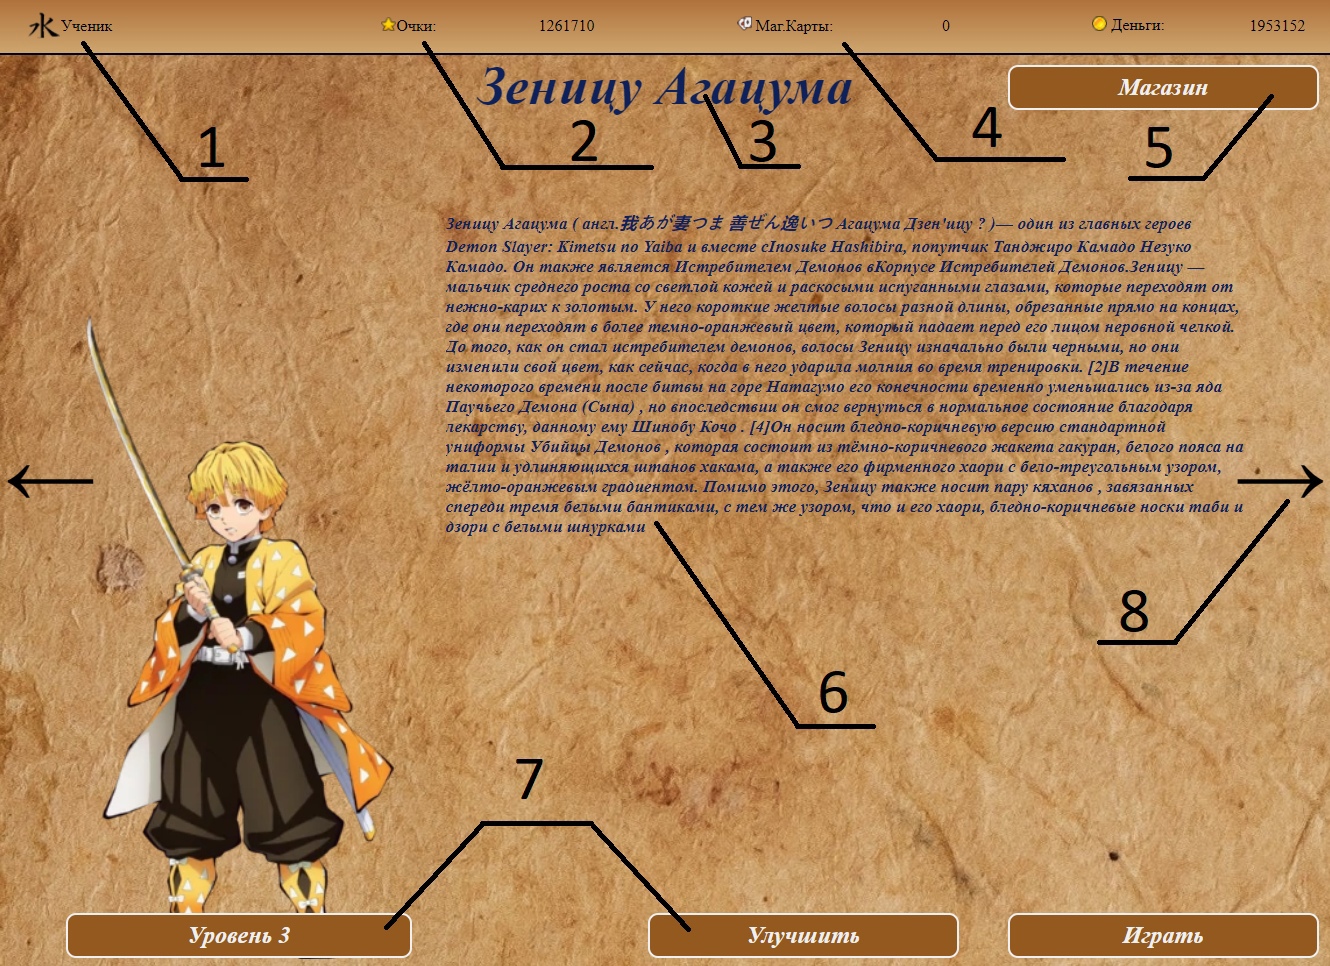 水 Ученик Очки: 1261710 Маг.Карты: 0 Деньги: 1953152
Зеницу Агацума
Магазин
1
2
3
4
5
Зеницу Агацума ( англ.我あが妻つま 善ぜん逸いつ Агацума Дзен'ицу ? )— один из главных героев
Demon Slayer: Kimetsu no Yaiba и вместе сInosuke Hashibira, попутчик Танджиро Камадо Незуко
Камадо. Он также является Истребителем Демонов вКорпусе Истребителей Демонов.Зеницу —
мальчик среднего роста со светлой кожей и раскосыми испуганными глазами, которые переходят от
нежно-карих к золотым. У него короткие желтые волосы разной длины, обрезанные прямо на концах,
где они переходят в более темно-оранжевый цвет, который падает перед его лицом неровной челкой.
До того, как он стал истребителем демонов, волосы Зеницу изначально были черными, но они
изменили свой цвет, как сейчас, когда в него ударила молния во время тренировки. [2]В течение
некоторого времени после битвы на горе Натагумо его конечности временно уменьшались из-за яда
Паучьего Демона (Сына) , но впоследствии он смог вернуться в нормальное состояние благодаря
лекарству, данному ему Шинобу Кочо . [4]Он носит бледно-коричневую версию стандартной
униформы Убийцы Демонов , которая состоит из тёмно-коричневого жакета гакуран, белого пояса на
талии и удлиняющихся штанов хакама, а также его фирменного хаори с бело-треугольным узором,
жёлто-оранжевым градиентом. Помимо этого, Зеницу также носит пару кяханов , завязанных
спереди тремя белыми бантиками, с тем же узором, что и его хаори, бледно-коричневые носки таби и
дзори с белыми шнурками
8
6
7
Уровень 3
Улучшить
Играть